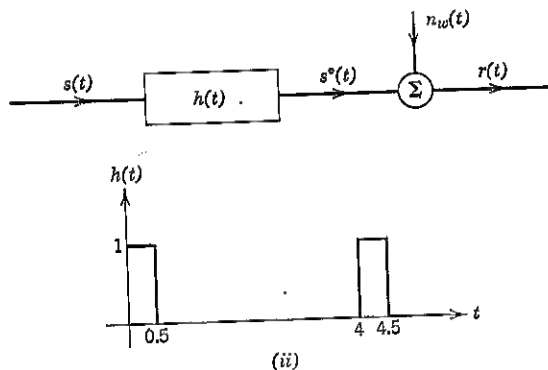 n_w(t)
s(t)
h(t)
s°(t)
Σ
r(t)
h(t)
1
0.5
4
4.5
t
(ii)